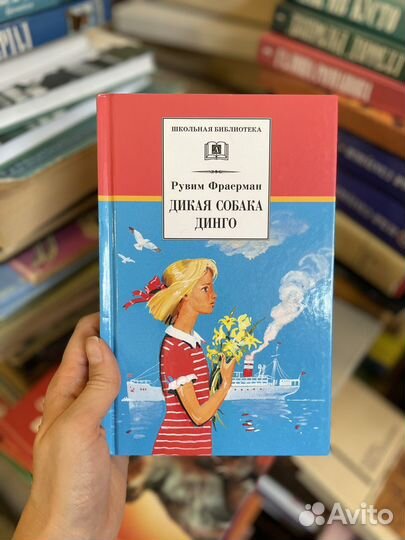 ШКОЛЬНАЯ БИБЛИОТЕКА
Рувим Фраерман
ДИКАЯ СОБАКА
ДИНГО
Avito